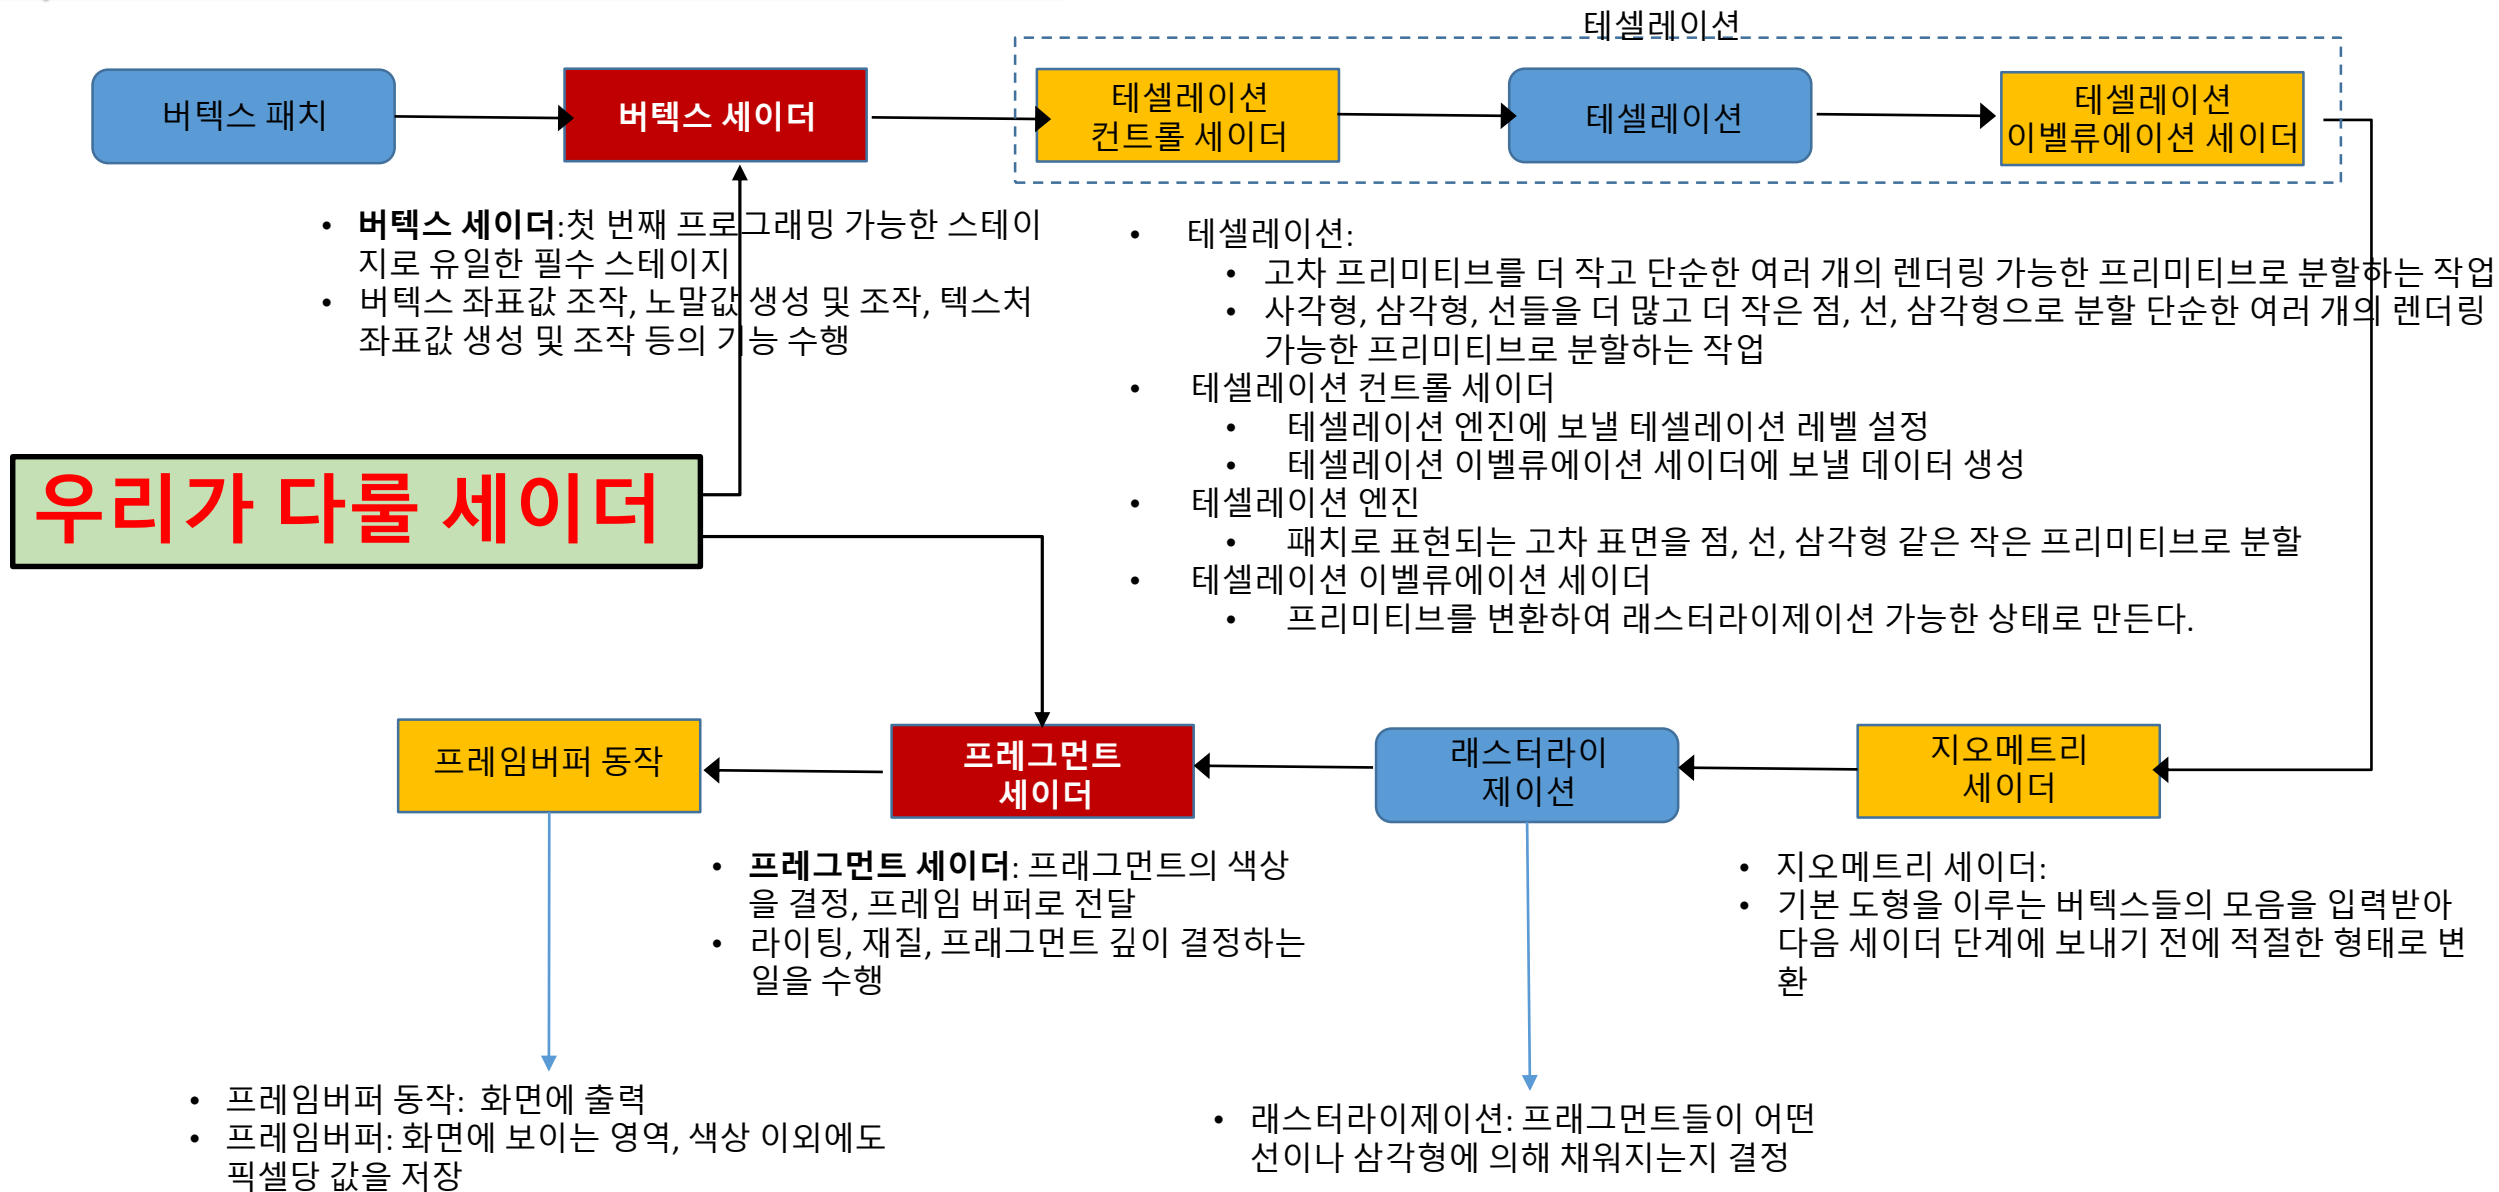 테셀레이션
버텍스 패치
버텍스 세이더
테셀레이션
컨트롤 세이더
테셀레이션
테셀레이션
이벨류에이션 세이더
• 버텍스 세이더:첫 번째 프로그래밍 가능한 스테이
지로 유일한 필수 스테이지
• 버텍스 좌표값 조작, 노말값 생성 및 조작, 텍스처
좌표값 생성 및 조작 등의 기능 수행
• 테셀레이션:
• 고차 프리미티브를 더 작고 단순한 여러 개의 렌더링 가능한 프리미티브로 분할하는 작업
• 사각형, 삼각형, 선들을 더 많고 더 작은 점, 선, 삼각형으로 분할 단순한 여러 개의 렌더링
가능한 프리미티브로 분할하는 작업
• 테셀레이션 컨트롤 세이더
• 테셀레이션 엔진에 보낼 테셀레이션 레벨 설정
• 테셀레이션 이벨류에이션 세이더에 보낼 데이터 생성
• 테셀레이션 엔진
• 패치로 표현되는 고차 표면을 점, 선, 삼각형 같은 작은 프리미티브로 분할
• 테셀레이션 이벨류에이션 세이더
• 프리미티브를 변환하여 래스터라이제이션 가능한 상태로 만든다.
우리가 다룰 세이더
프레임버퍼 동작
프레그먼트
세이더
래스터라이
제이션
지오메트리
세이더
• 프레그먼트 세이더: 프래그먼트의 색상
을 결정, 프레임 버퍼로 전달
• 라이팅, 재질, 프래그먼트 깊이 결정하는
일을 수행
• 지오메트리 세이더:
• 기본 도형을 이루는 버텍스들의 모음을 입력받아
다음 세이더 단계에 보내기 전에 적절한 형태로 변
환
• 프레임버퍼 동작: 화면에 출력
• 프레임버퍼: 화면에 보이는 영역, 색상 이외에도
픽셀당 값을 저장
• 래스터라이제이션: 프래그먼트들이 어떤
선이나 삼각형에 의해 채워지는지 결정